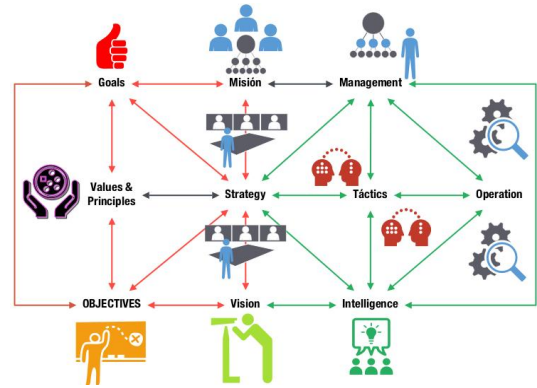 Goals
Misión
Management
Values &
Principles
Strategy
Táctics
Operation
OBJECTIVES
Vision
Intelligence